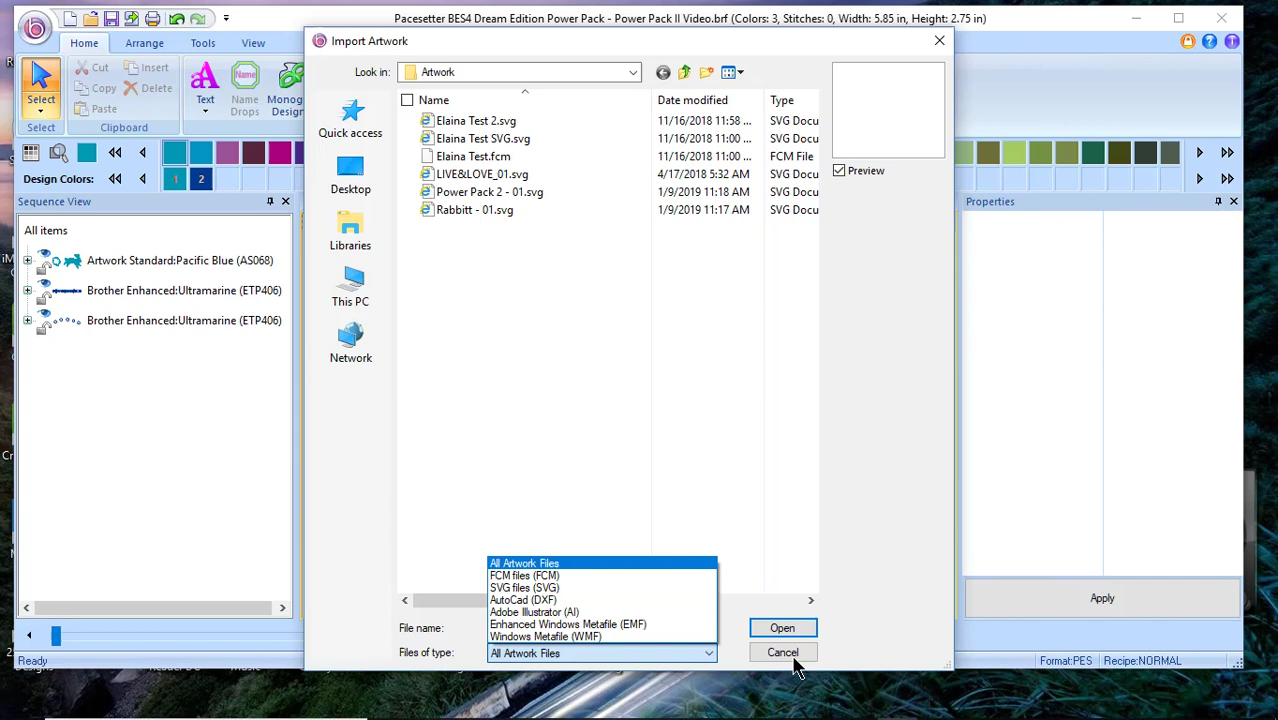 Pacesetter BES4 Dream Edition Power Pack - Power Pack II Video.brf (Colors: 3, Stitches: 0, Width: 5.85 in, Height: 2.75 in)
Home Arrange Tools View
Select
Cut
Copy
Paste
Insert
Delete
Text
Name
Name Drops
Monog
Design
Select
Clipboard
Design Colors:
1 2
Sequence View
All items
Artwork Standard:Pacific Blue (AS068)
Brother Enhanced:Ultramarine (ETP406)
Brother Enhanced:Ultramarine (ETP406)
Import Artwork
Look in: Artwork
Name Date modified Type
Elaina Test 2.svg 11/16/2018 11:58 ... SVG Docu
Elaina Test SVG.svg 11/16/2018 11:00 ... SVG Docu
Elaina Test.fcm 11/16/2018 11:00 ... FCM File
LIVE&LOVE_01.svg 4/17/2018 5:32 AM SVG Docu
Power Pack 2 - 01.svg 1/9/2019 11:18 AM SVG Docu
Rabbitt - 01.svg 1/9/2019 11:17 AM SVG Docu
Quick access
Desktop
Libraries
This PC
Network
Preview
All Artwork Files
FCM files (FCM)
SVG files (SVG)
AutoCad (DXF)
Adobe Illustrator (AI)
Enhanced Windows Metafile (EMF)
Windows Metafile (WMF)
File name:
Open
Files of type: All Artwork Files
Cancel
Properties
Apply
Ready
Format:PES Recipe:NORMAL